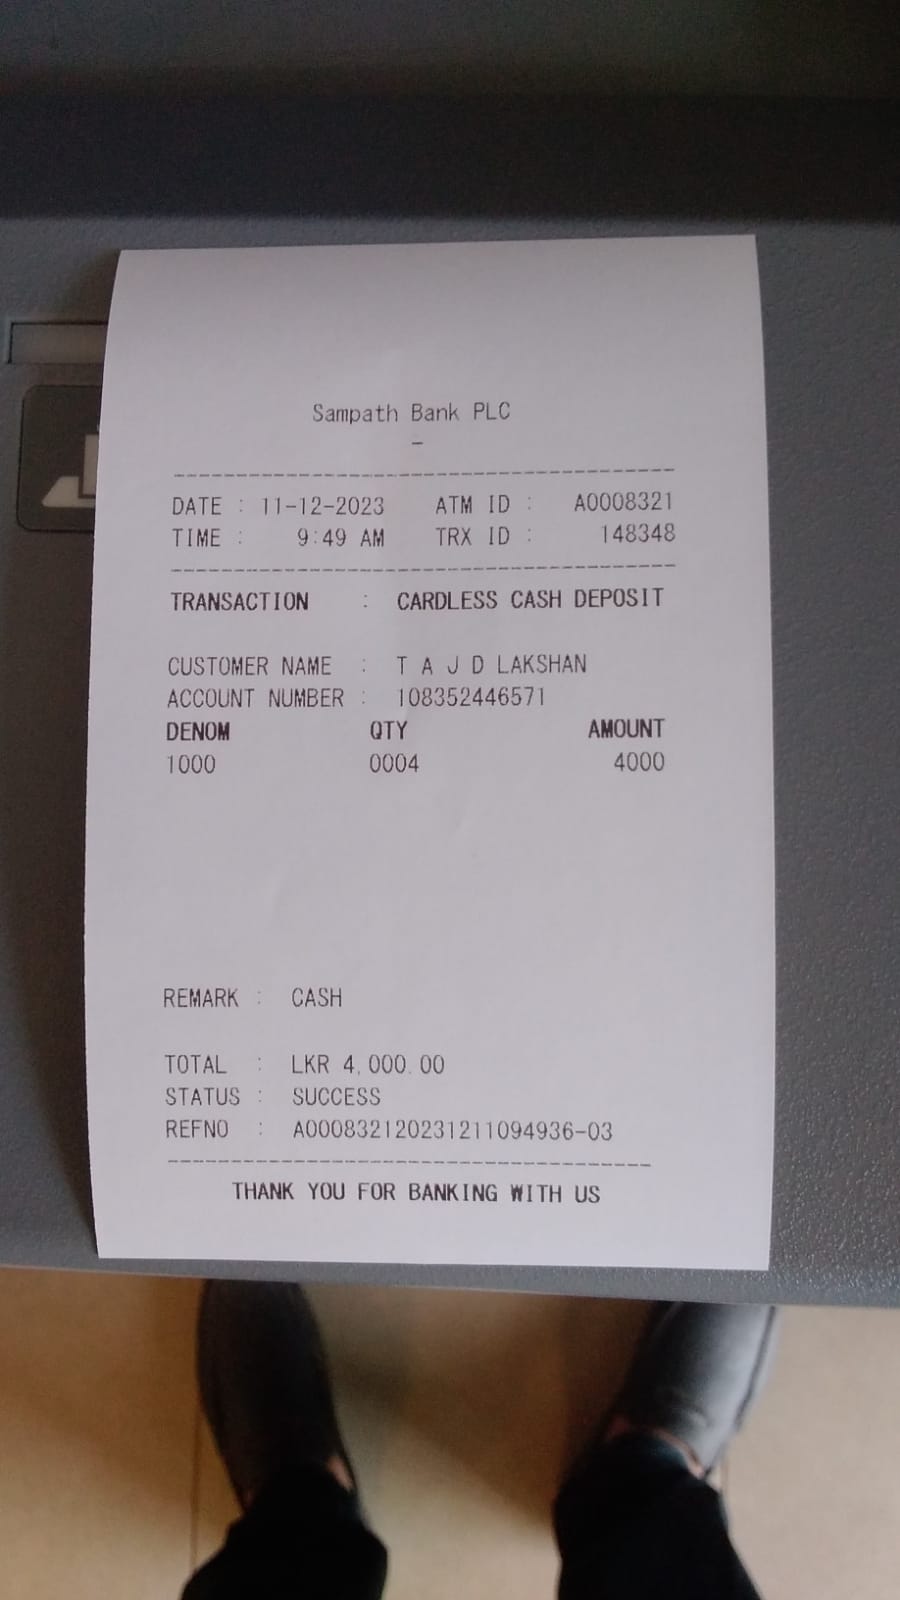 Sampath Bank PLC
-
----------------------------------------
DATE : 11-12-2023 ATM ID : A0008321
TIME : 9:49 AM TRX ID : 148348
----------------------------------------
TRANSACTION : CARDLESS CASH DEPOSIT
CUSTOMER NAME : T A J D LAKSHAN
ACCOUNT NUMBER : 108352446571
DENOM QTY AMOUNT
1000 0004 4000
REMARK : CASH
TOTAL : LKR 4,000.00
STATUS : SUCCESS
REFNO : A000832120231211094936-03
----------------------------------------
THANK YOU FOR BANKING WITH US